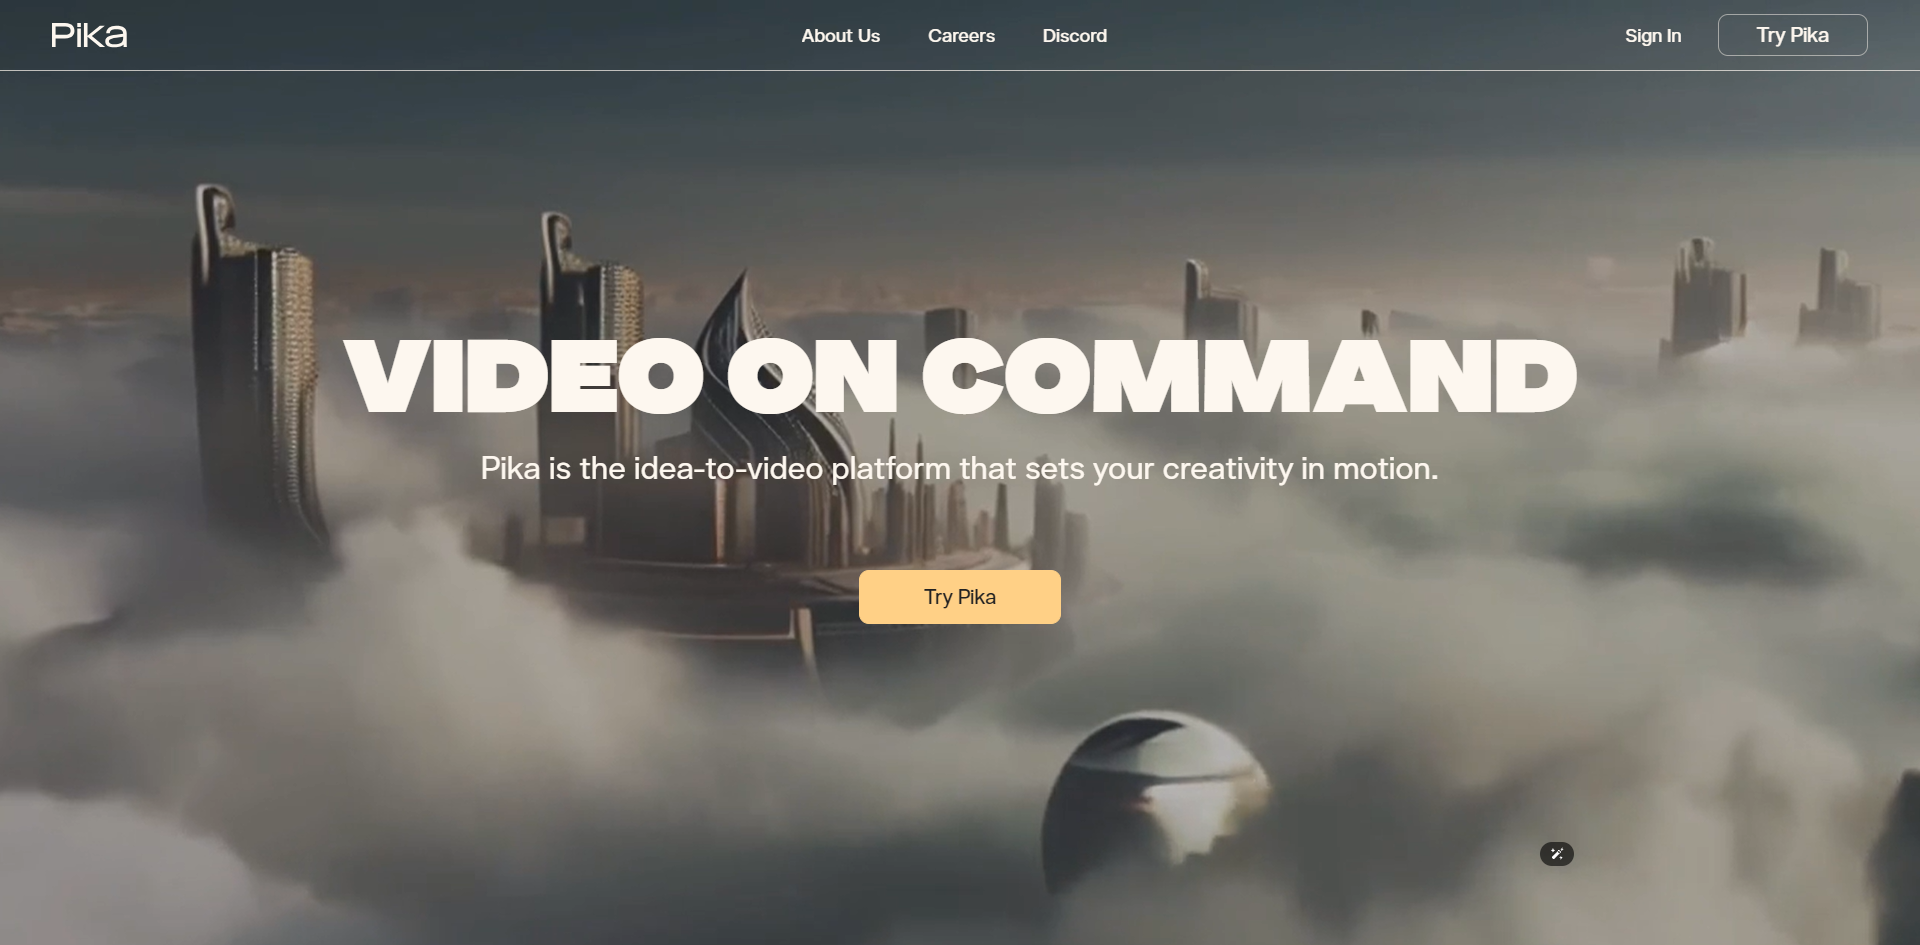 Pika
About Us
Careers
Discord
Sign In
Try Pika
VIDEO ON COMMAND
Pika is the idea-to-video platform that sets your creativity in motion.
Try Pika